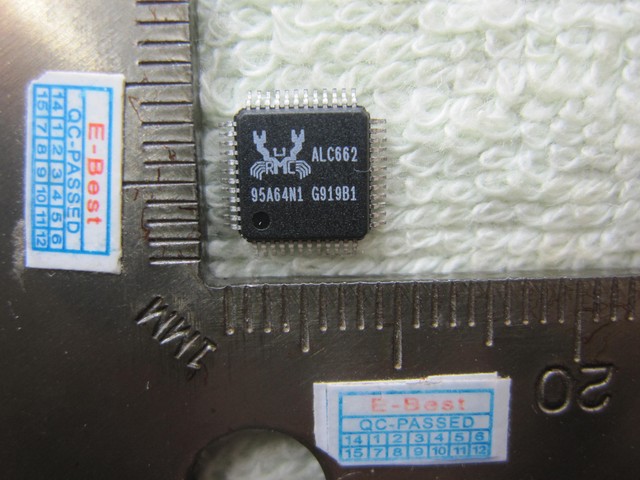 RMC
ALC662
95A64N1 G919B1
E-Best
QC-PASSED
14 11 2 3 4 5 6
15 7 8 9 10 11 12
1MM
20
E-Best
QC-PASSED
14 1 2 3 4 5 6
15 7 8 9 10 11 12